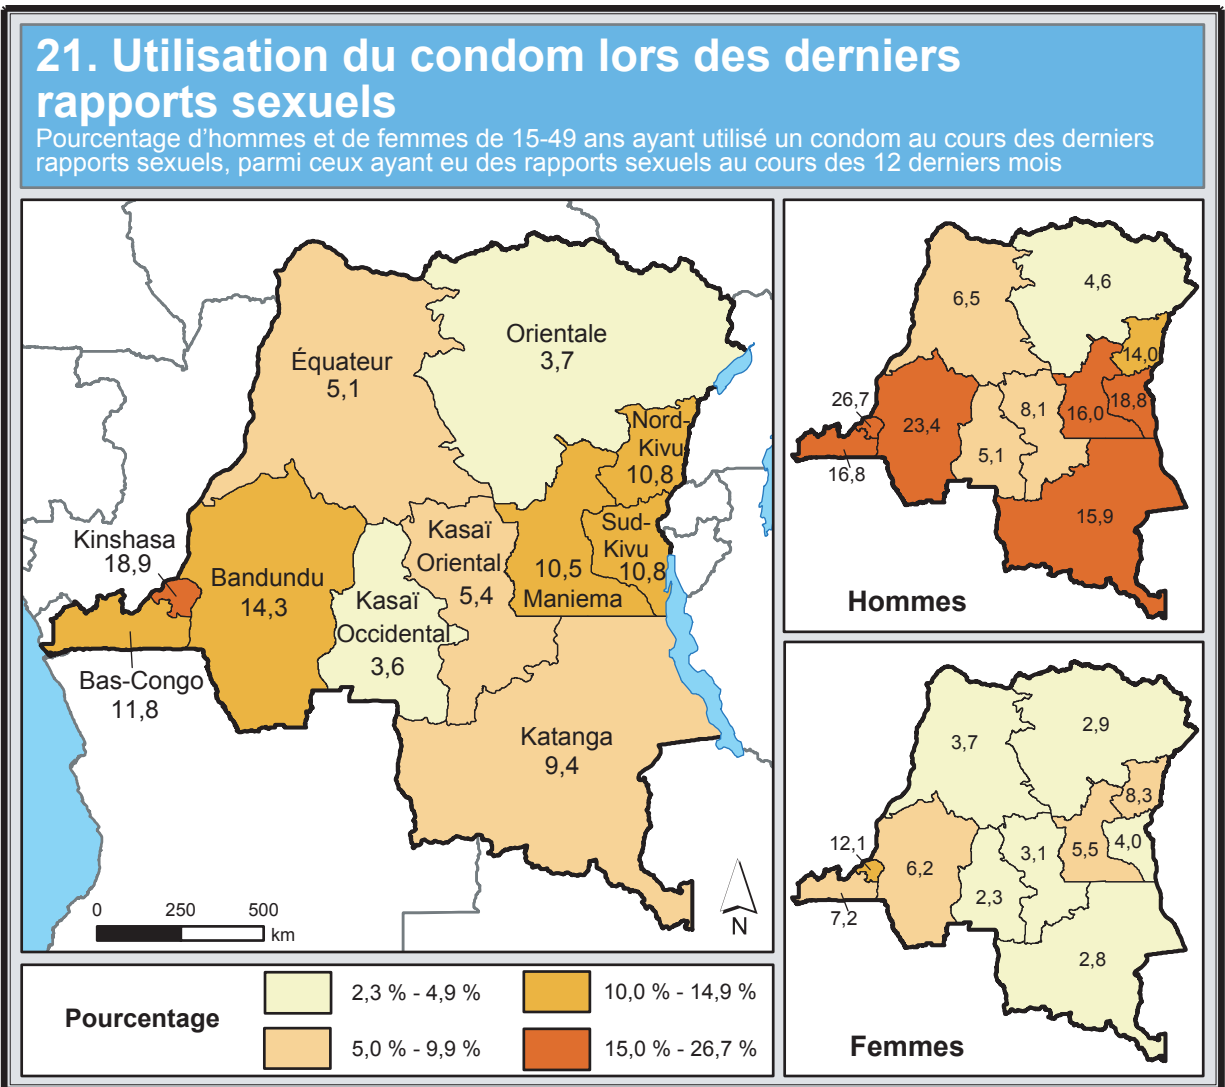 21. Utilisation du condom lors des derniers
rapports sexuels
Pourcentage d'hommes et de femmes de 15-49 ans ayant utilisé un condom au cours des derniers
rapports sexuels, parmi ceux ayant eu des rapports sexuels au cours des 12 derniers mois
Orientale
3,7
Équateur
5,1
Nord-
Kivu
10,8
Kinshasa
18,9
Bandundu
14,3
Kasaï
Oriental
5,4
Sud-
Kivu
10,8
10,5
Maniema
Kasaï
Occidental
3,6
Bas-Congo
11,8
Katanga
9,4
0 250 500
km
N
6,5
4,6
14,0
26,7
23,4
8,1
16,0
18,8
5,1
16,8
15,9
Hommes
3,7
2,9
8,3
12,1
6,2
3,1
5,5
4,0
2,3
7,2
2,8
Femmes
Pourcentage
2,3 % - 4,9 %
5,0 % - 9,9 %
10,0 % - 14,9 %
15,0 % - 26,7 %